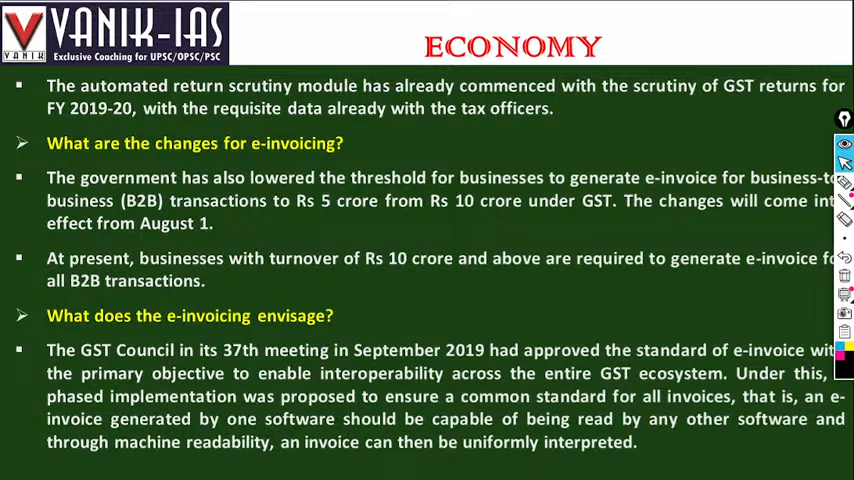 VANIK-IAS
VANIK
Exclusive Coaching for UPSC/OPSC/PSC
ECONOMY
The automated return scrutiny module has already commenced with the scrutiny of GST returns for
FY 2019-20, with the requisite data already with the tax officers.
What are the changes for e-invoicing?
The government has also lowered the threshold for businesses to generate e-invoice for business-to
business (B2B) transactions to Rs 5 crore from Rs 10 crore under GST. The changes will come int
effect from August 1.
At present, businesses with turnover of Rs 10 crore and above are required to generate e-invoice fo
all B2B transactions.
What does the e-invoicing envisage?
The GST Council in its 37th meeting in September 2019 had approved the standard of e-invoice wit
the primary objective to enable interoperability across the entire GST ecosystem. Under this,
phased implementation was proposed to ensure a common standard for all invoices, that is, an e-
invoice generated by one software should be capable of being read by any other software and
through machine readability, an invoice can then be uniformly interpreted.